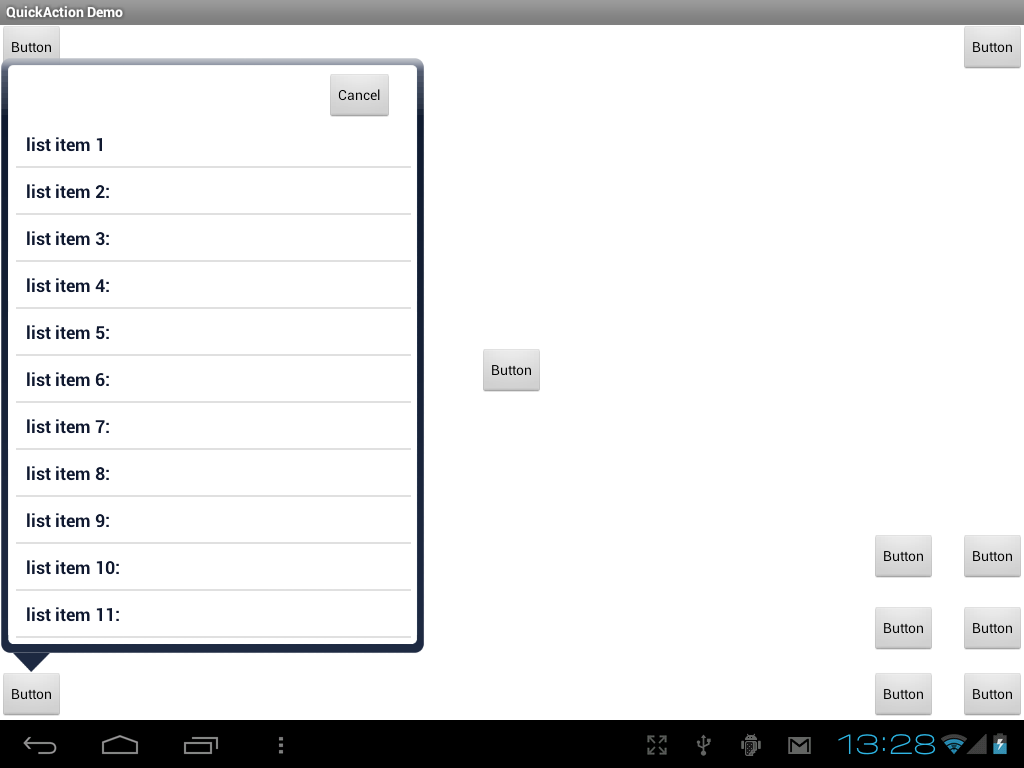 QuickAction Demo
Button
Button
Cancel
list item 1
list item 2:
list item 3:
list item 4:
list item 5:
list item 6:
list item 7:
list item 8:
list item 9:
list item 10:
list item 11:
Button
Button
Button
Button
Button
Button
Button
Button
13:28